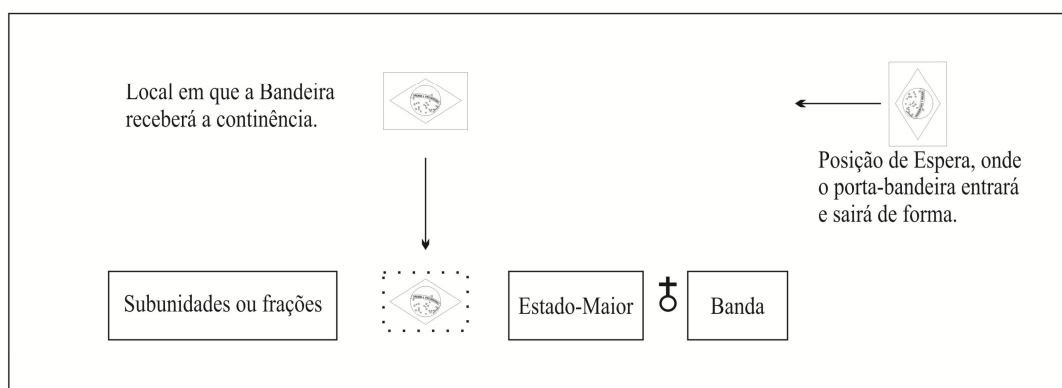 Local em que a Bandeira
receberá a continência.
Posição de Espera, onde
o porta-bandeira entrará
e sairá de forma.
Subunidades ou frações
Estado-Maior
Banda